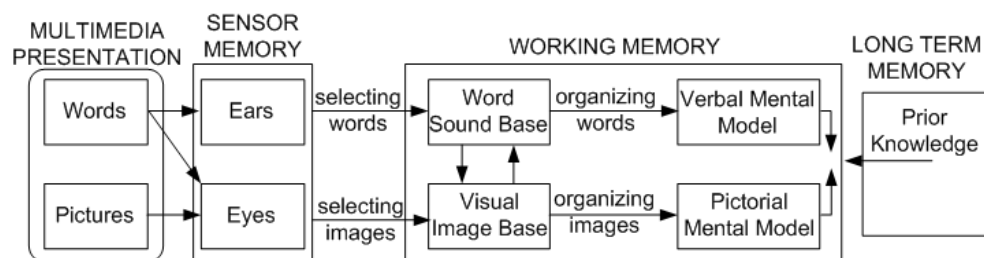 MULTIMEDIA
PRESENTATION
SENSOR
MEMORY
WORKING MEMORY
LONG TERM
MEMORY
Words
Ears
selecting
words
Word
Sound Base
organizing
words
Verbal Mental
Model
Prior
Knowledge
Pictures
Eyes
selecting
images
Visual
Image Base
organizing
images
Pictorial
Mental Model